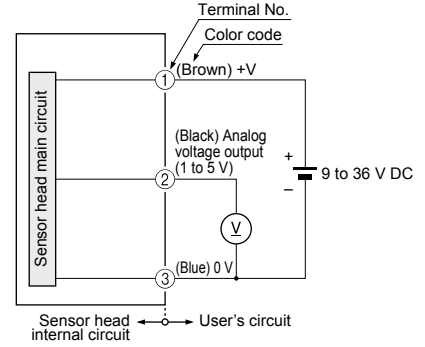 Terminal No.
Color code
1
(Brown) +V
Sensor head main circuit
(Black) Analog
voltage output
(1 to 5 V)
2
+
9 to 36 V DC
–
V
3
(Blue) 0 V
Sensor head
internal circuit
User's circuit